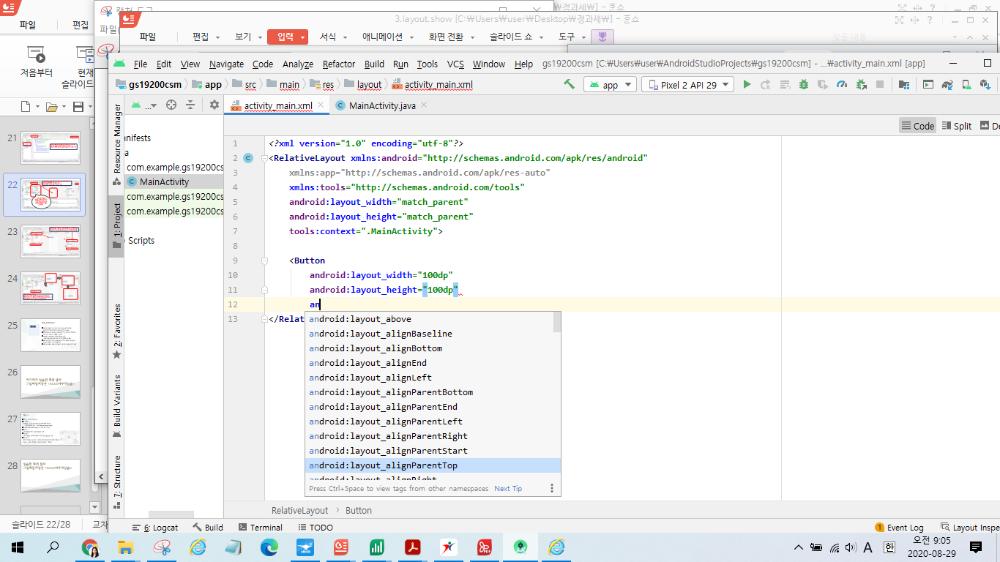 3.layout.show [C:￦Users￦user￦Desktop￦정과세￦] - 훈쇼
파일 편집
파일 편집 보기 입력 서식 애니메이션 화면 전환 슬라이드 쇼 도구
처음부터 현재
슬라이드
File Edit View Navigate Code Analyze Refactor Build Run Tools VCS Window Help gs19200csm [C:￦Users￦user￦AndroidStudioProjects￦gs19200csm] - ...￦activity_main.xml [app]
gs19200csm app src main res layout activity_main.xml app Pixel 2 API 29
activity_main.xml MainActivity.java
Code Split De
Resource Manager
1: Project
2: Favorites
Build Variants
7: Structure
anifests
a
com.example.gs19200cs
MainActivity
com.example.gs19200cs
com.example.gs19200cs
Scripts
21
22
23
24
25
26
27
28
1 <?xml version="1.0" encoding="utf-8"?>
2 <RelativeLayout xmlns:android="http://schemas.android.com/apk/res/android"
3 xmlns:app="http://schemas.android.com/apk/res-auto"
4 xmlns:tools="http://schemas.android.com/tools"
5 android:layout_width="match_parent"
6 android:layout_height="match_parent"
7 tools:context=".MainActivity">
8
9 <Button
10 android:layout_width="100dp"
11 android:layout_height="100dp"
12 an
13 </Relat
android:layout_above
android:layout_alignBaseline
android:layout_alignBottom
android:layout_alignEnd
android:layout_alignLeft
android:layout_alignParentBottom
android:layout_alignParentEnd
android:layout_alignParentLeft
android:layout_alignParentRight
android:layout_alignParentStart
android:layout_alignParentTop
android:layout_alignRight
Press Ctrl+Space to view tags from other namespaces Next Tip
RelativeLayout Button
슬라이드 22/28 교자
6: Logcat Build Terminal TODO 1 Event Log Layout Inspe
A 한 오전 9:05
2020-08-29